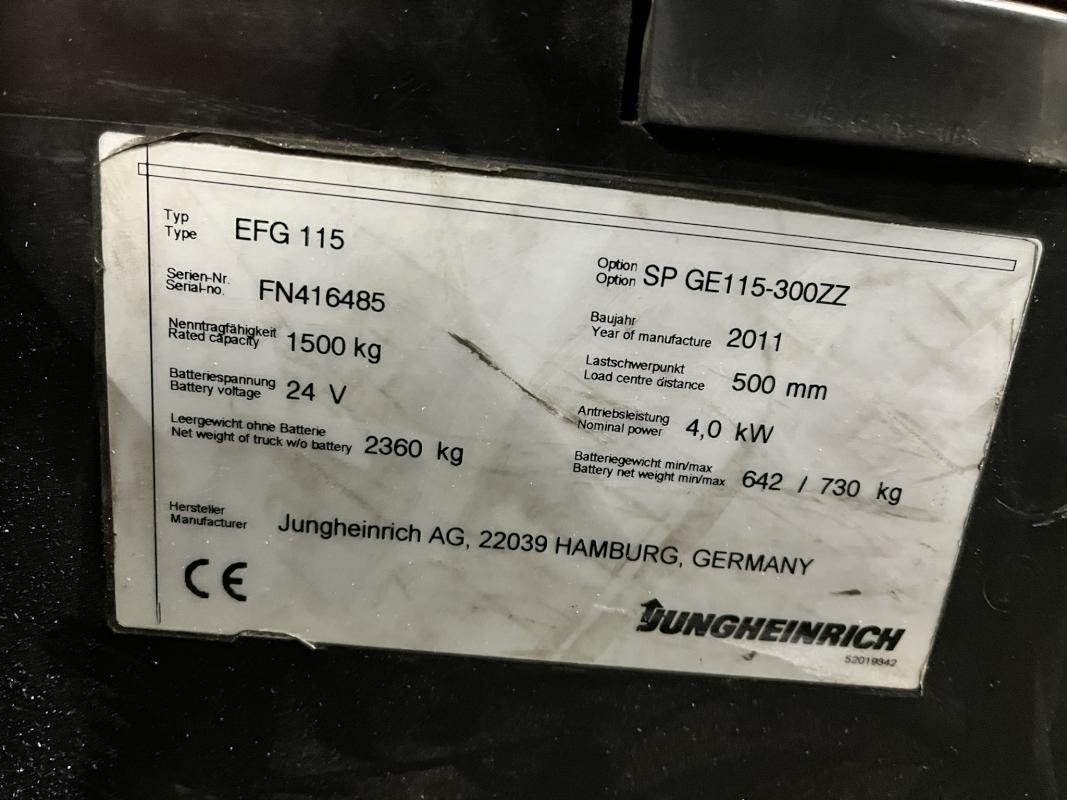 Typ
Type EFG 115
Option
Option SP GE115-300ZZ
Serien-Nr.
Serial-no. FN416485
Baujahr
Year of manufacture 2011
Nenntragfähigkeit
Rated capacity 1500 kg
Lastschwerpunkt
Load centre distance 500 mm
Batteriespannung
Battery voltage 24 V
Antriebsleistung
Nominal power 4,0 kW
Leergewicht ohne Batterie
Net weight of truck w/o battery 2360 kg
Batteriegewicht min/max
Battery net weight min/max 642 / 730 kg
Hersteller
Manufacturer Jungheinrich AG, 22039 HAMBURG, GERMANY
CE
JUNGHEINRICH
52019342